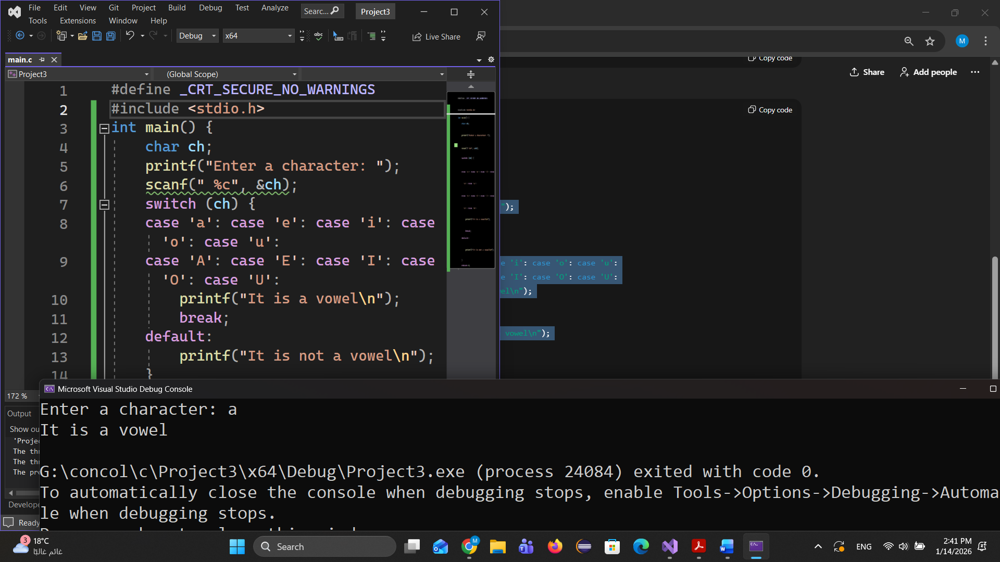 File Edit View Git Project Build Debug Test Analyze Searc... Project3
Tools Extensions Window Help
Debug x64 abc Live Share
M
main.c
Copy code
Share Add people
Project3 (Global Scope)
1 #define _CRT_SECURE_NO_WARNINGS
2 #include <stdio.h>
Copy code
3 int main() {
4 char ch;
5 printf("Enter a character: ");
6 scanf(" %c", &ch);
7 switch (ch) {
");
8 case 'a': case 'e': case 'i': case
'o': case 'u':
9 case 'A': case 'E': case 'I': case
'O': case 'U':
e 'i': case 'o': case 'u':
e 'I': case 'O': case 'U':
el\n");
10 printf("It is a vowel\n");
11 break;
12 default:
vowel\n");
13 printf("It is not a vowel\n");
14 }
Microsoft Visual Studio Debug Console
172 %
Enter a character: a
It is a vowel
Output
Show ou
'Projec
The thr
The thr
The pro
G:\concol\c\Project3\x64\Debug\Project3.exe (process 24084) exited with code 0.
To automatically close the console when debugging stops, enable Tools->Options->Debugging->Automa
le when debugging stops.
Develope
Ready
3
18°C
غائم غالبًا
Search
M
ENG
2:41 PM
1/14/2026